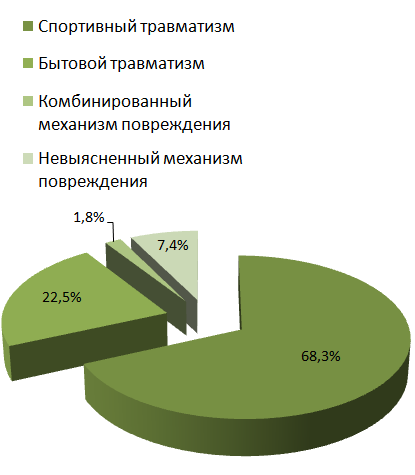 Спортивный травматизм
Бытовой травматизм
Комбинированный
механизм повреждения
Невыясненный механизм
повреждения
1,8%
7,4%
22,5%
68,3%